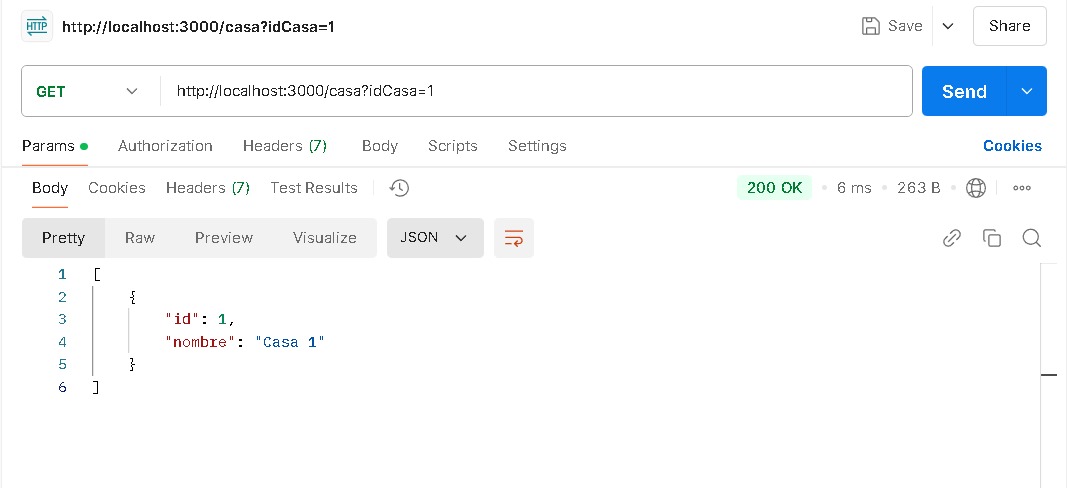 HTTP http://localhost:3000/casa?idCasa=1 Save Share
GET http://localhost:3000/casa?idCasa=1 Send
Params Authorization Headers (7) Body Scripts Settings Cookies
Body Cookies Headers (7) Test Results 200 OK 6 ms 263 B
Pretty Raw Preview Visualize JSON
1 [
2 {
3 "id": 1,
4 "nombre": "Casa 1"
5 }
6 ]